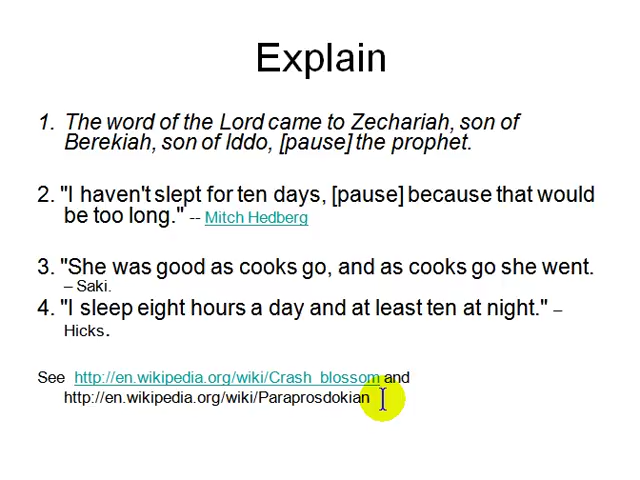 Explain
1. The word of the Lord came to Zechariah, son of
Berekiah, son of Iddo, [pause] the prophet.
2. "I haven't slept for ten days, [pause] because that would
be too long." -- Mitch Hedberg
3. "She was good as cooks go, and as cooks go she went.
– Saki.
4. "I sleep eight hours a day and at least ten at night." –
Hicks.
See http://en.wikipedia.org/wiki/Crash_blossom and
http://en.wikipedia.org/wiki/Paraprosdokian